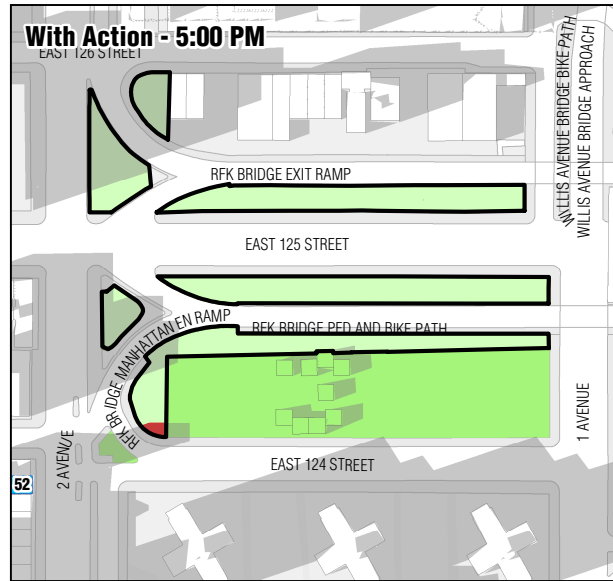 With Action - 5:00 PM
EAST 126 STREET
WILLIS AVENUE BRIDGE BIKE PATH
WILLIS AVENUE BRIDGE APPROACH
RFK BRIDGE EXIT RAMP
EAST 125 STREET
RFK BRIDGE MANHATTAN EN RAMP
RFK BRIDGE PED AND BIKE PATH
1 AVENUE
2 AVENUE
EAST 124 STREET
52